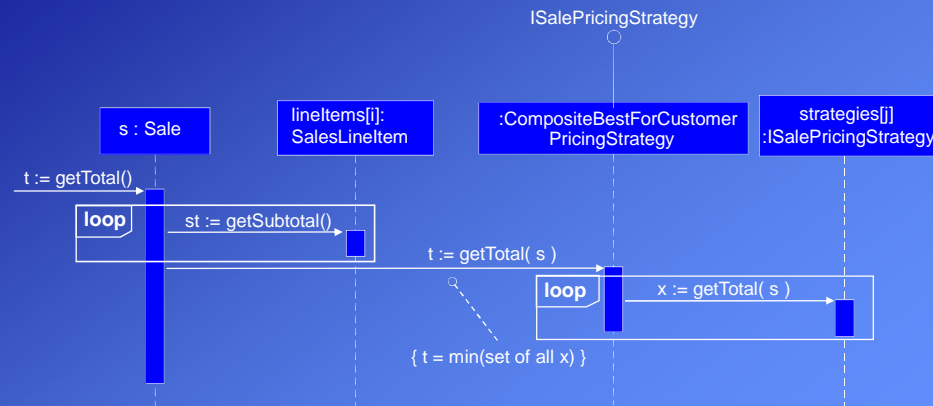 ISalePricingStrategy
s : Sale
lineItems[i]:
SalesLineItem
:CompositeBestForCustomer
PricingStrategy
strategies[j]
:ISalePricingStrategy
t := getTotal()
loop
st := getSubtotal()
t := getTotal( s )
loop
x := getTotal( s )
{ t = min(set of all x) }